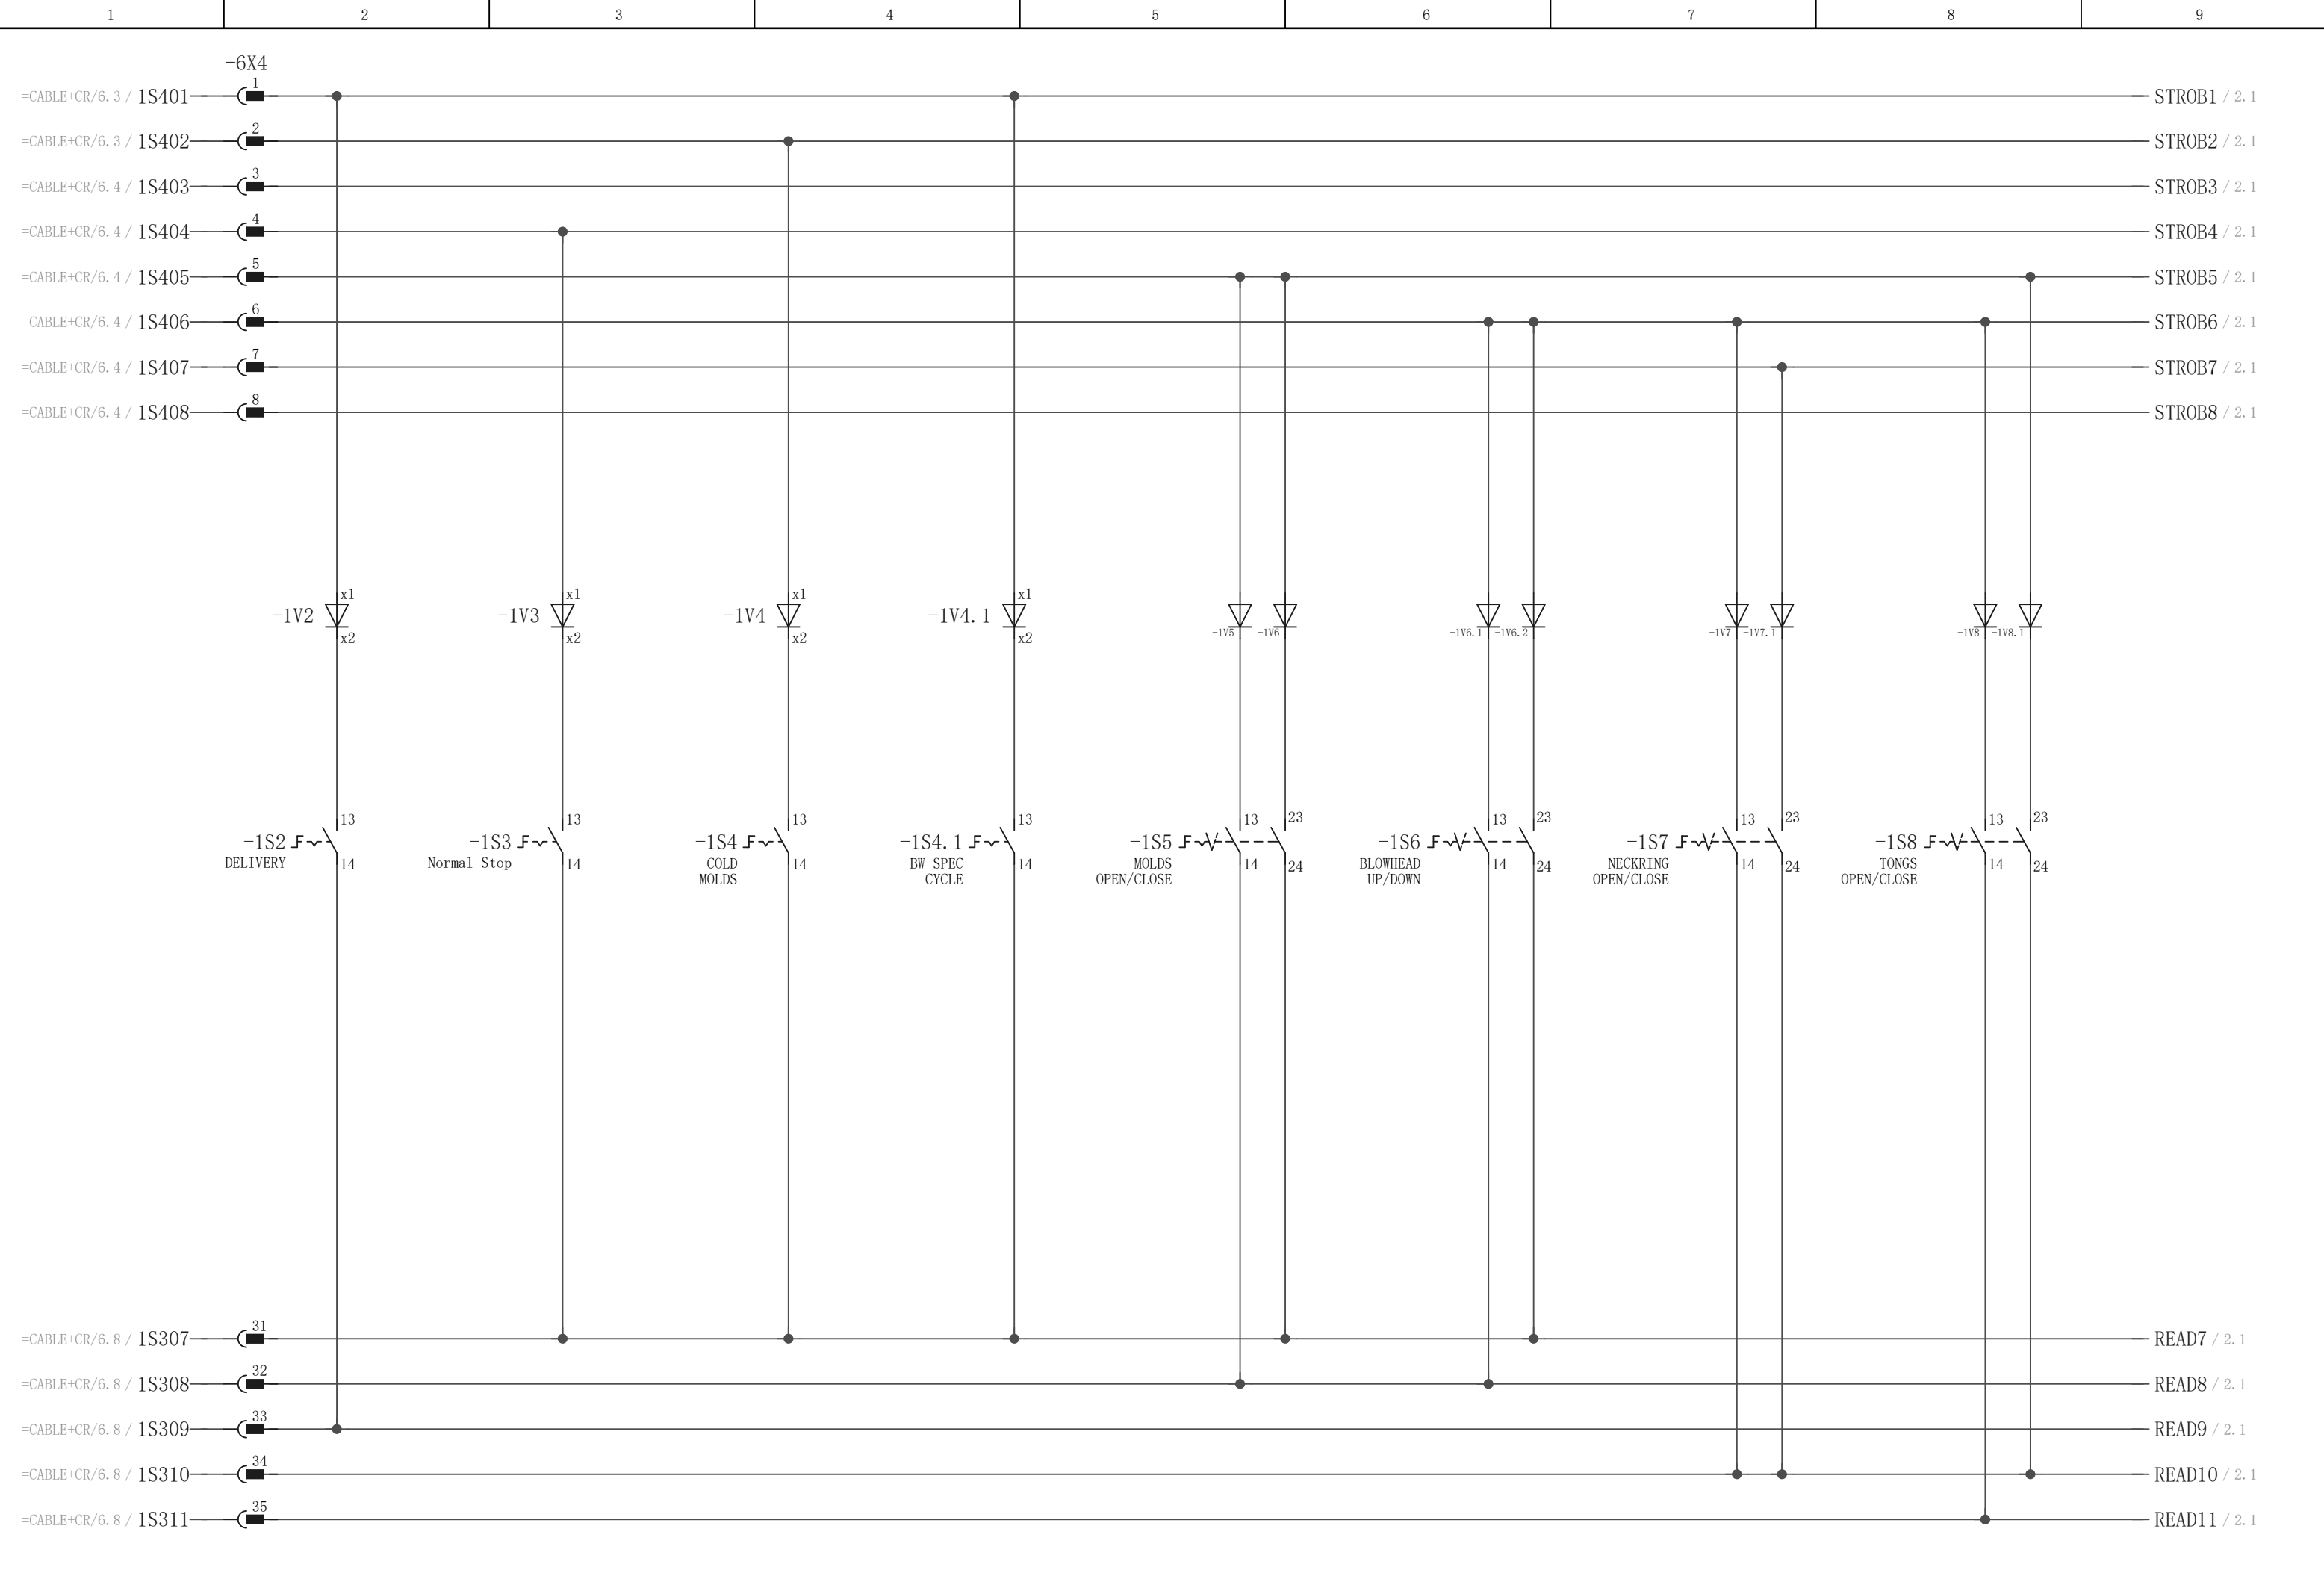 1 2 3 4 5 6 7 8 9
-6X4
=CABLE+CR/6.3 / 1S401 1 STROB1 / 2.1
=CABLE+CR/6.3 / 1S402 2 STROB2 / 2.1
=CABLE+CR/6.4 / 1S403 3 STROB3 / 2.1
=CABLE+CR/6.4 / 1S404 4 STROB4 / 2.1
=CABLE+CR/6.4 / 1S405 5 STROB5 / 2.1
=CABLE+CR/6.4 / 1S406 6 STROB6 / 2.1
=CABLE+CR/6.4 / 1S407 7 STROB7 / 2.1
=CABLE+CR/6.4 / 1S408 8 STROB8 / 2.1
x1 x1 x1 x1
-1V2 -1V3 -1V4 -1V4.1
x2 x2 x2 x2
-1V5 -1V6 -1V6.1 -1V6.2 -1V7 -1V7.1 -1V8 -1V8.1
13 13 13 13 13 23 13 23 13 23 13 23
-1S2 -1S3 -1S4 -1S4.1 -1S5 -1S6 -1S7 -1S8
DELIVERY 14 Normal Stop 14 COLD 14 BW SPEC 14 MOLDS 14 24 BLOWHEAD 14 24 NECKRING 14 24 TONGS 14 24
MOLDS CYCLE OPEN/CLOSE UP/DOWN OPEN/CLOSE OPEN/CLOSE
=CABLE+CR/6.8 / 1S307 31 READ7 / 2.1
=CABLE+CR/6.8 / 1S308 32 READ8 / 2.1
=CABLE+CR/6.8 / 1S309 33 READ9 / 2.1
=CABLE+CR/6.8 / 1S310 34 READ10 / 2.1
=CABLE+CR/6.8 / 1S311 35 READ11 / 2.1